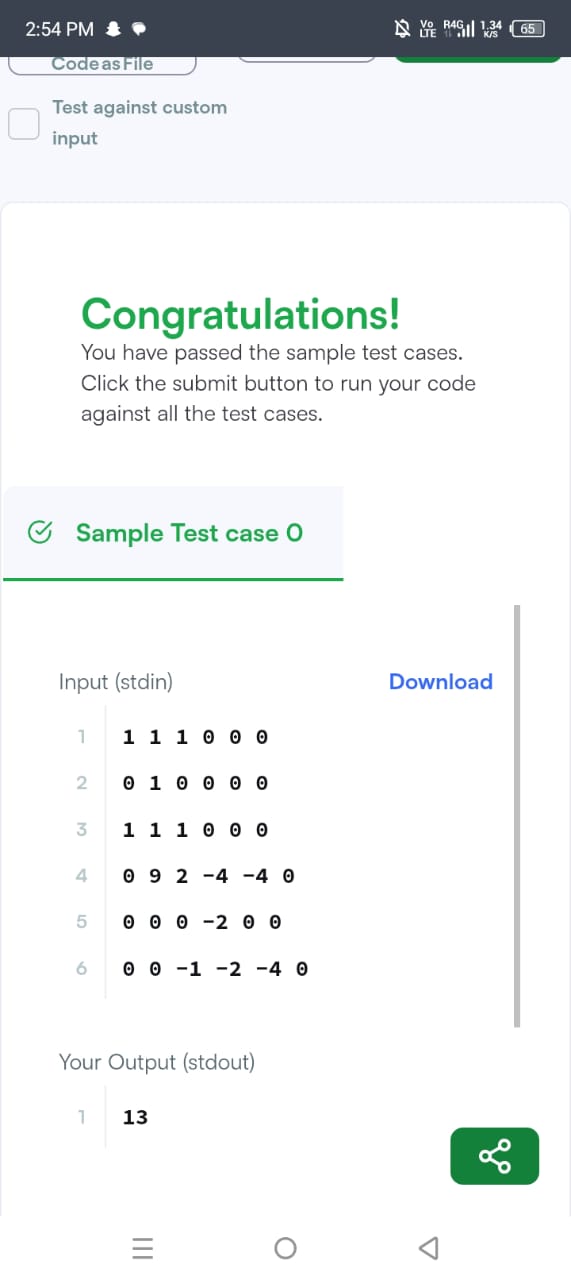 2:54 PM
Vo LTE R4G 1.34 K/S 65
Code as File
Test against custom
input
Congratulations!
You have passed the sample test cases.
Click the submit button to run your code
against all the test cases.
Sample Test case 0
Input (stdin)
Download
1 1 1 1 0 0 0
2 0 1 0 0 0 0
3 1 1 1 0 0 0
4 0 9 2 -4 -4 0
5 0 0 0 -2 0 0
6 0 0 -1 -2 -4 0
Your Output (stdout)
1 13